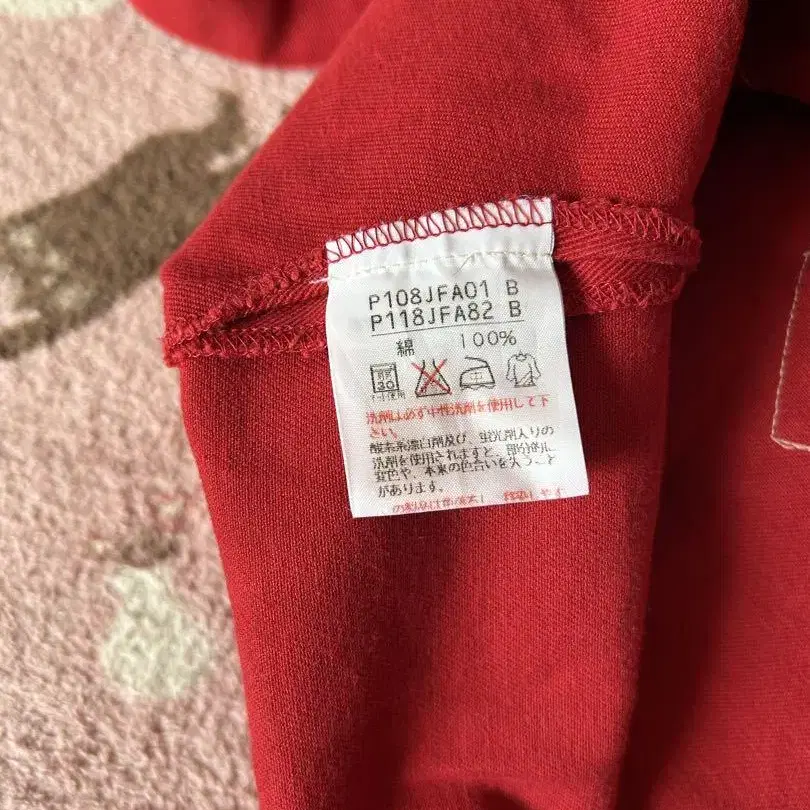 P108JFA01 B
P118JFA82 B
綿 100%
30
中
洗剤は必ず中性洗剤を使用して下
さい。
酸素系漂白剤及び、蛍光剤入りの
洗剤を使用されますと、部分的に
変色や、本来の色合いを失うこと
があります。